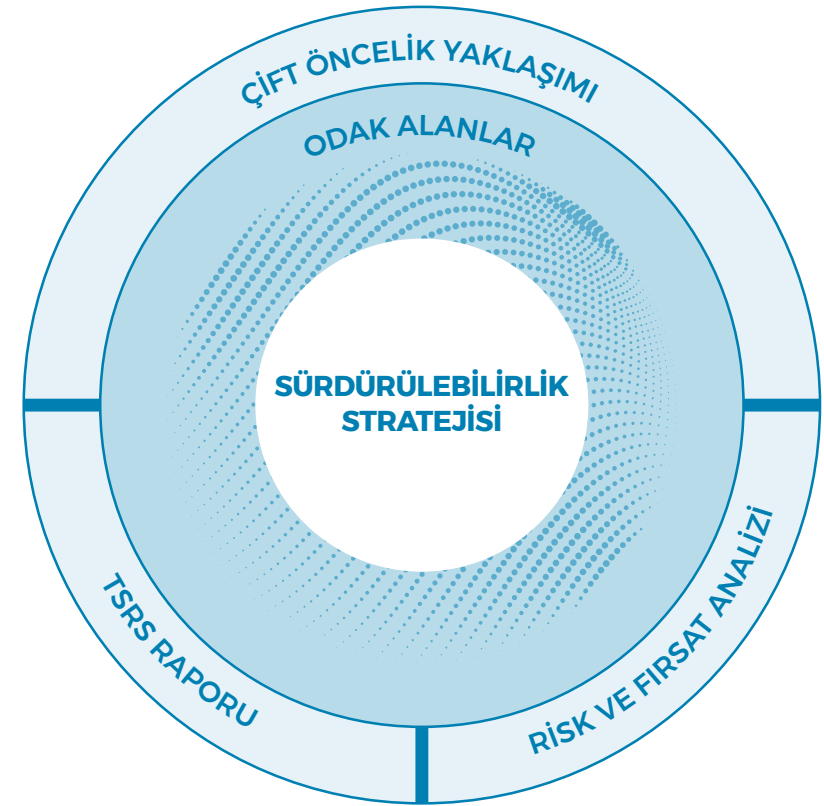 ÇİFT ÖNCELİK YAKLAŞIMI
ODAK ALANLAR
SÜRDÜRÜLEBİLİRLİK
STRATEJİSİ
TSRS RAPORU
RİSK VE FIRSAT ANALİZİ